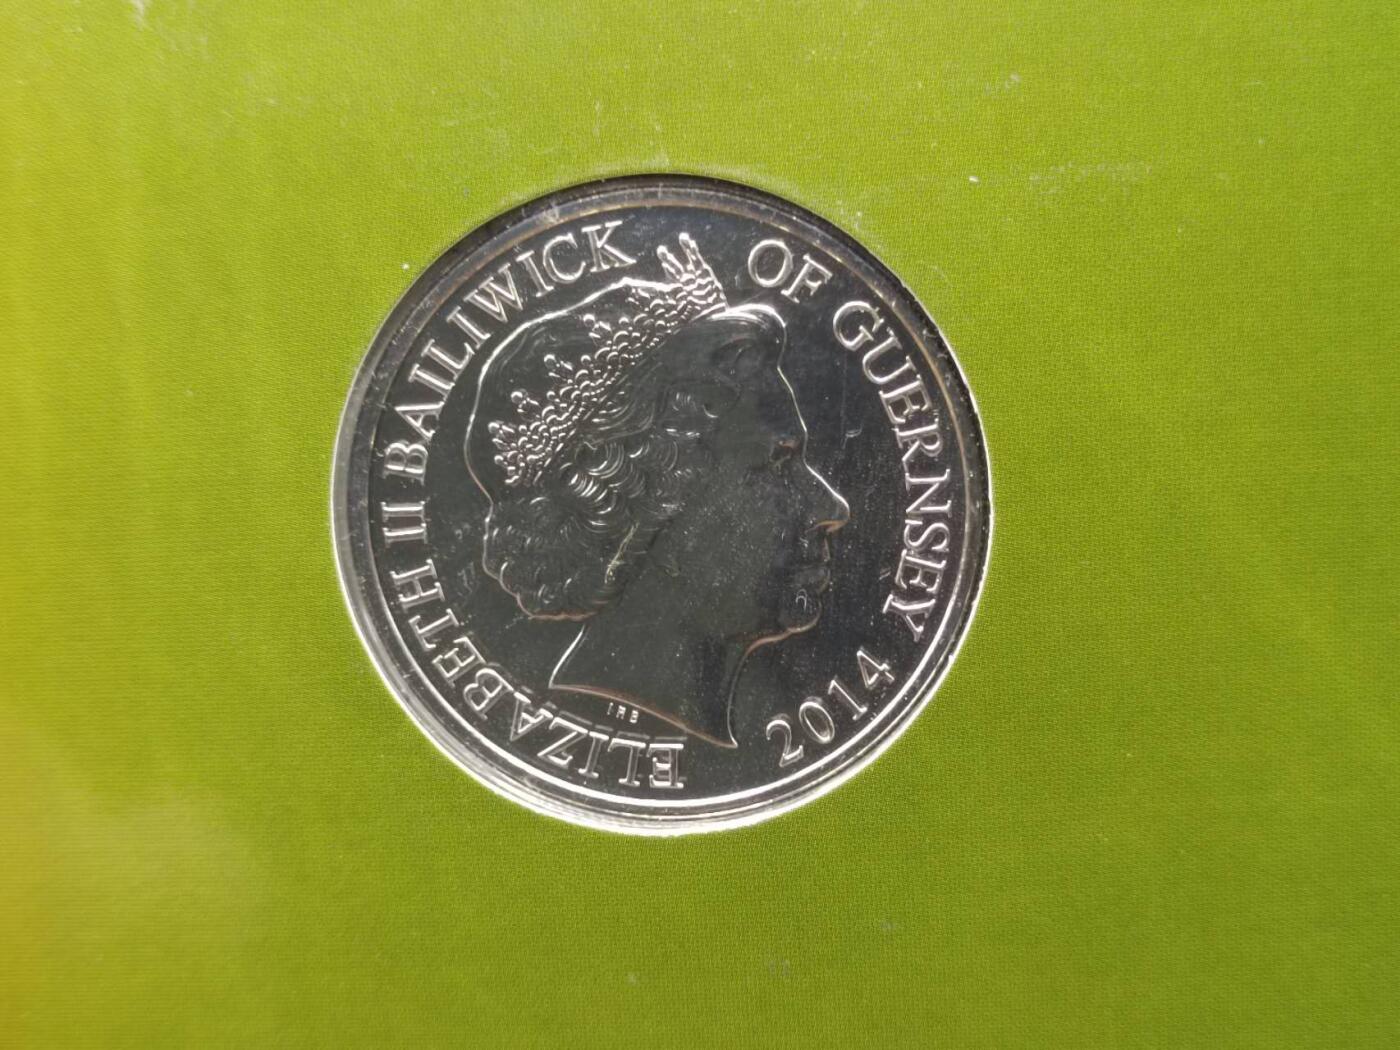 ELIZABETH II BAILIWICK OF GUERNSEY 2014
IRB